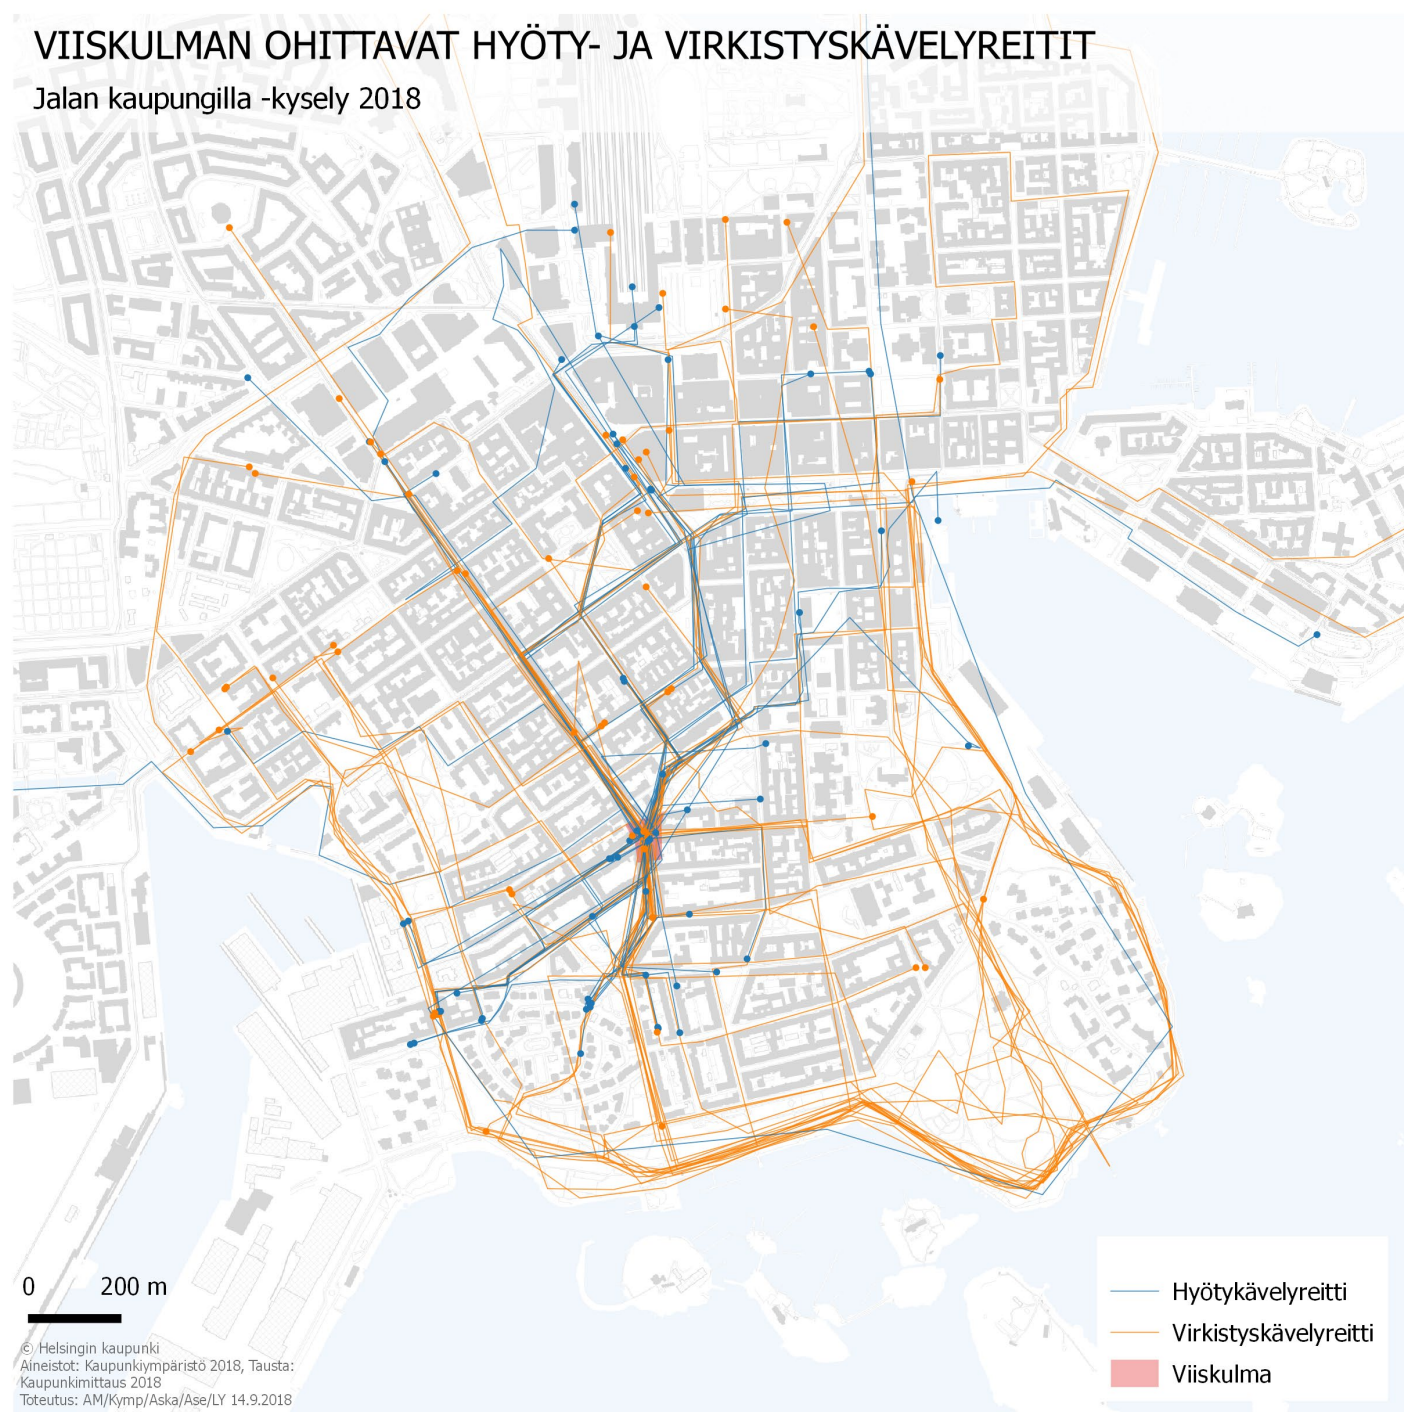 VIISKULMAN OHITTAVAT HYÖTY- JA VIRKISTYSKÄVELYREITIT
Jalan kaupungilla -kysely 2018
0 200 m
© Helsingin kaupunki
Aineistot: Kaupunkiympäristö 2018, Tausta:
Kaupunkimittaus 2018
Toteutus: AM/Kymp/Aska/Ase/LY 14.9.2018
Hyötykävelyreitti
Virkistyskävelyreitti
Viiskulma